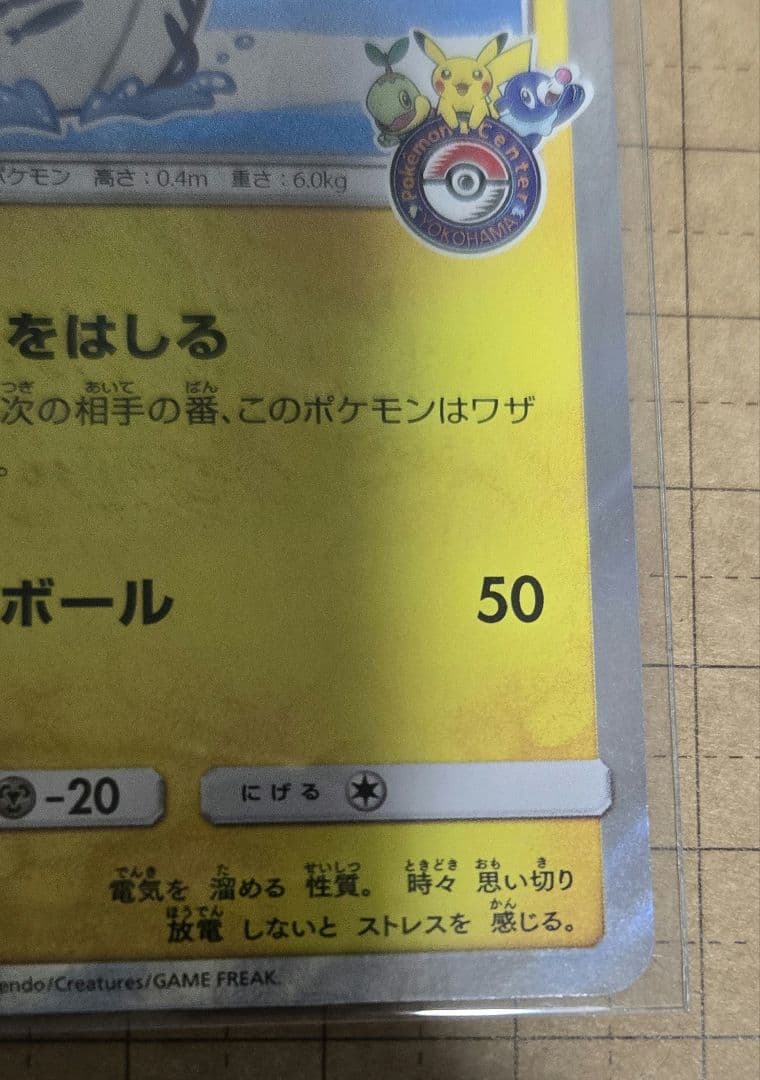 ポケモン 高さ：0.4m 重さ：6.0kg
Pokémon Center
YOKOHAMA
をはしる
つぎ あいて ばん
次の相手の番、このポケモンはワザ
。
ボール 50
-20 にげる
でんき た せいしつ ときどき おも き
電気を 溜める 性質。 時々 思い切り
ほうでん かん
放電 しないと ストレスを 感じる。
endo/Creatures/GAME FREAK.